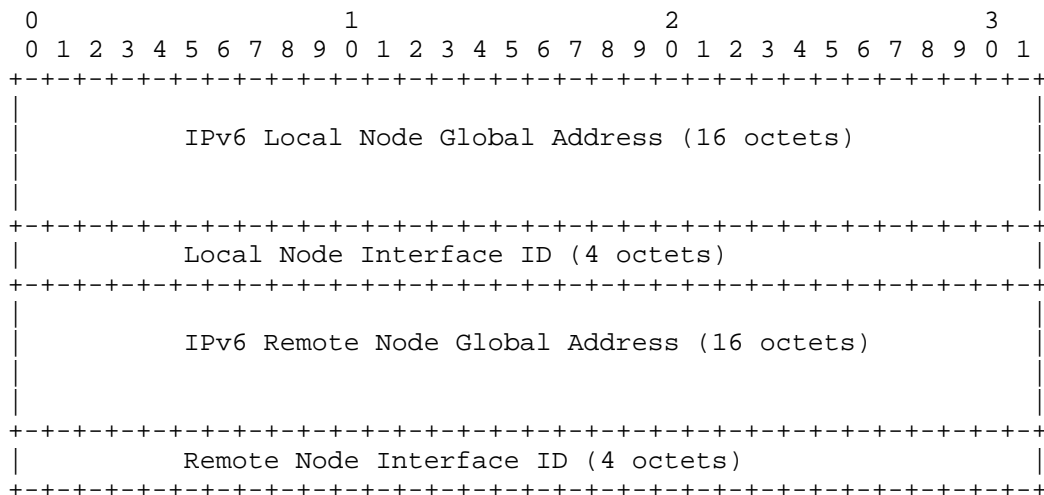 0                   1                   2                   3
 0 1 2 3 4 5 6 7 8 9 0 1 2 3 4 5 6 7 8 9 0 1 2 3 4 5 6 7 8 9 0 1
+-+-+-+-+-+-+-+-+-+-+-+-+-+-+-+-+-+-+-+-+-+-+-+-+-+-+-+-+-+-+-+-+
|                                                               |
|          IPv6 Local Node Global Address (16 octets)           |
|                                                               |
|                                                               |
+-+-+-+-+-+-+-+-+-+-+-+-+-+-+-+-+-+-+-+-+-+-+-+-+-+-+-+-+-+-+-+-+
|          Local Node Interface ID (4 octets)                   |
+-+-+-+-+-+-+-+-+-+-+-+-+-+-+-+-+-+-+-+-+-+-+-+-+-+-+-+-+-+-+-+-+
|                                                               |
|          IPv6 Remote Node Global Address (16 octets)          |
|                                                               |
|                                                               |
+-+-+-+-+-+-+-+-+-+-+-+-+-+-+-+-+-+-+-+-+-+-+-+-+-+-+-+-+-+-+-+-+
|          Remote Node Interface ID (4 octets)                  |
+-+-+-+-+-+-+-+-+-+-+-+-+-+-+-+-+-+-+-+-+-+-+-+-+-+-+-+-+-+-+-+-+